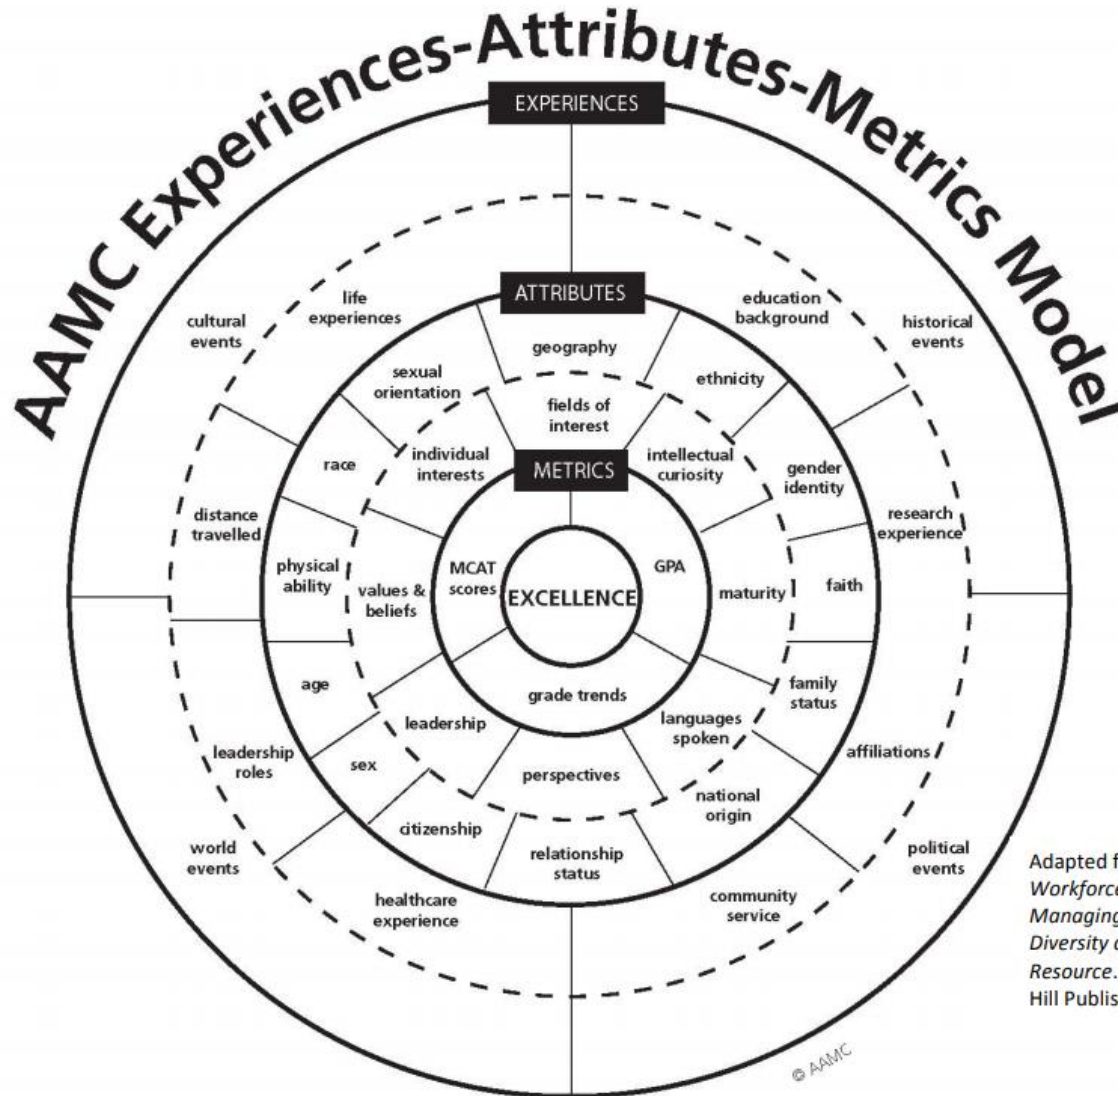 AAMC Experiences-Attributes-Metrics Model
EXPERIENCES
cultural
events
life
experiences
education
background
historical
events
distance
travelled
research
experience
leadership
roles
affiliations
world
events
healthcare
experience
community
service
political
events
ATTRIBUTES
geography
sexual
orientation
ethnicity
race
gender
identity
physical
ability
faith
age
family
status
sex
national
origin
citizenship
relationship
status
fields of
interest
individual
interests
intellectual
curiosity
values &
beliefs
maturity
leadership
languages
spoken
perspectives
METRICS
MCAT
scores
GPA
grade trends
EXCELLENCE
Adapted f
Workforce
Managing
Diversity
Resource.
Hill Publis
© AAMC